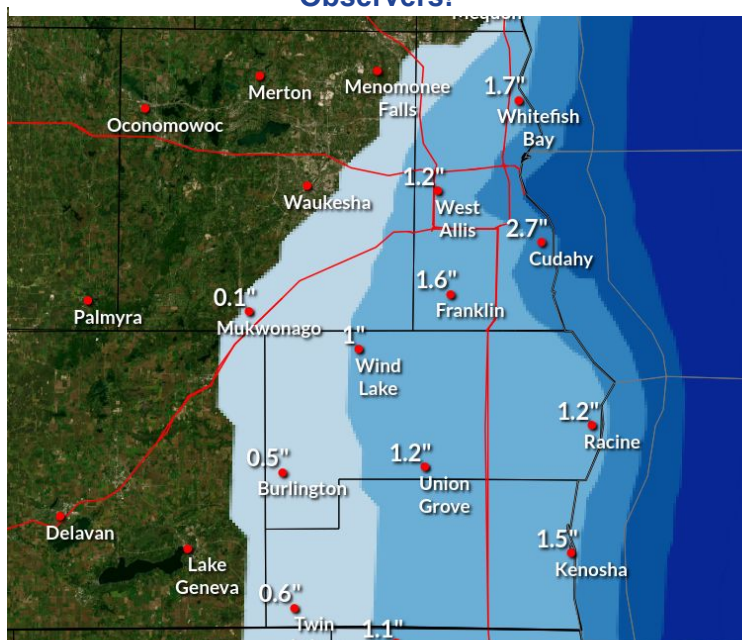 Observers!
Mequon
1.7"
Merton
Menomonee
Falls
Whitefish
Bay
Oconomowoc
1.2"
Waukesha
West
Allis
2.7"
Cudahy
0.1"
1.6"
Palmyra
Mukwonago
Franklin
1"
Wind
Lake
1.2"
Racine
0.5"
1.2"
Burlington
Union
Grove
Delavan
1.5"
Lake
Geneva
Kenosha
0.6"
Twin
1.1"